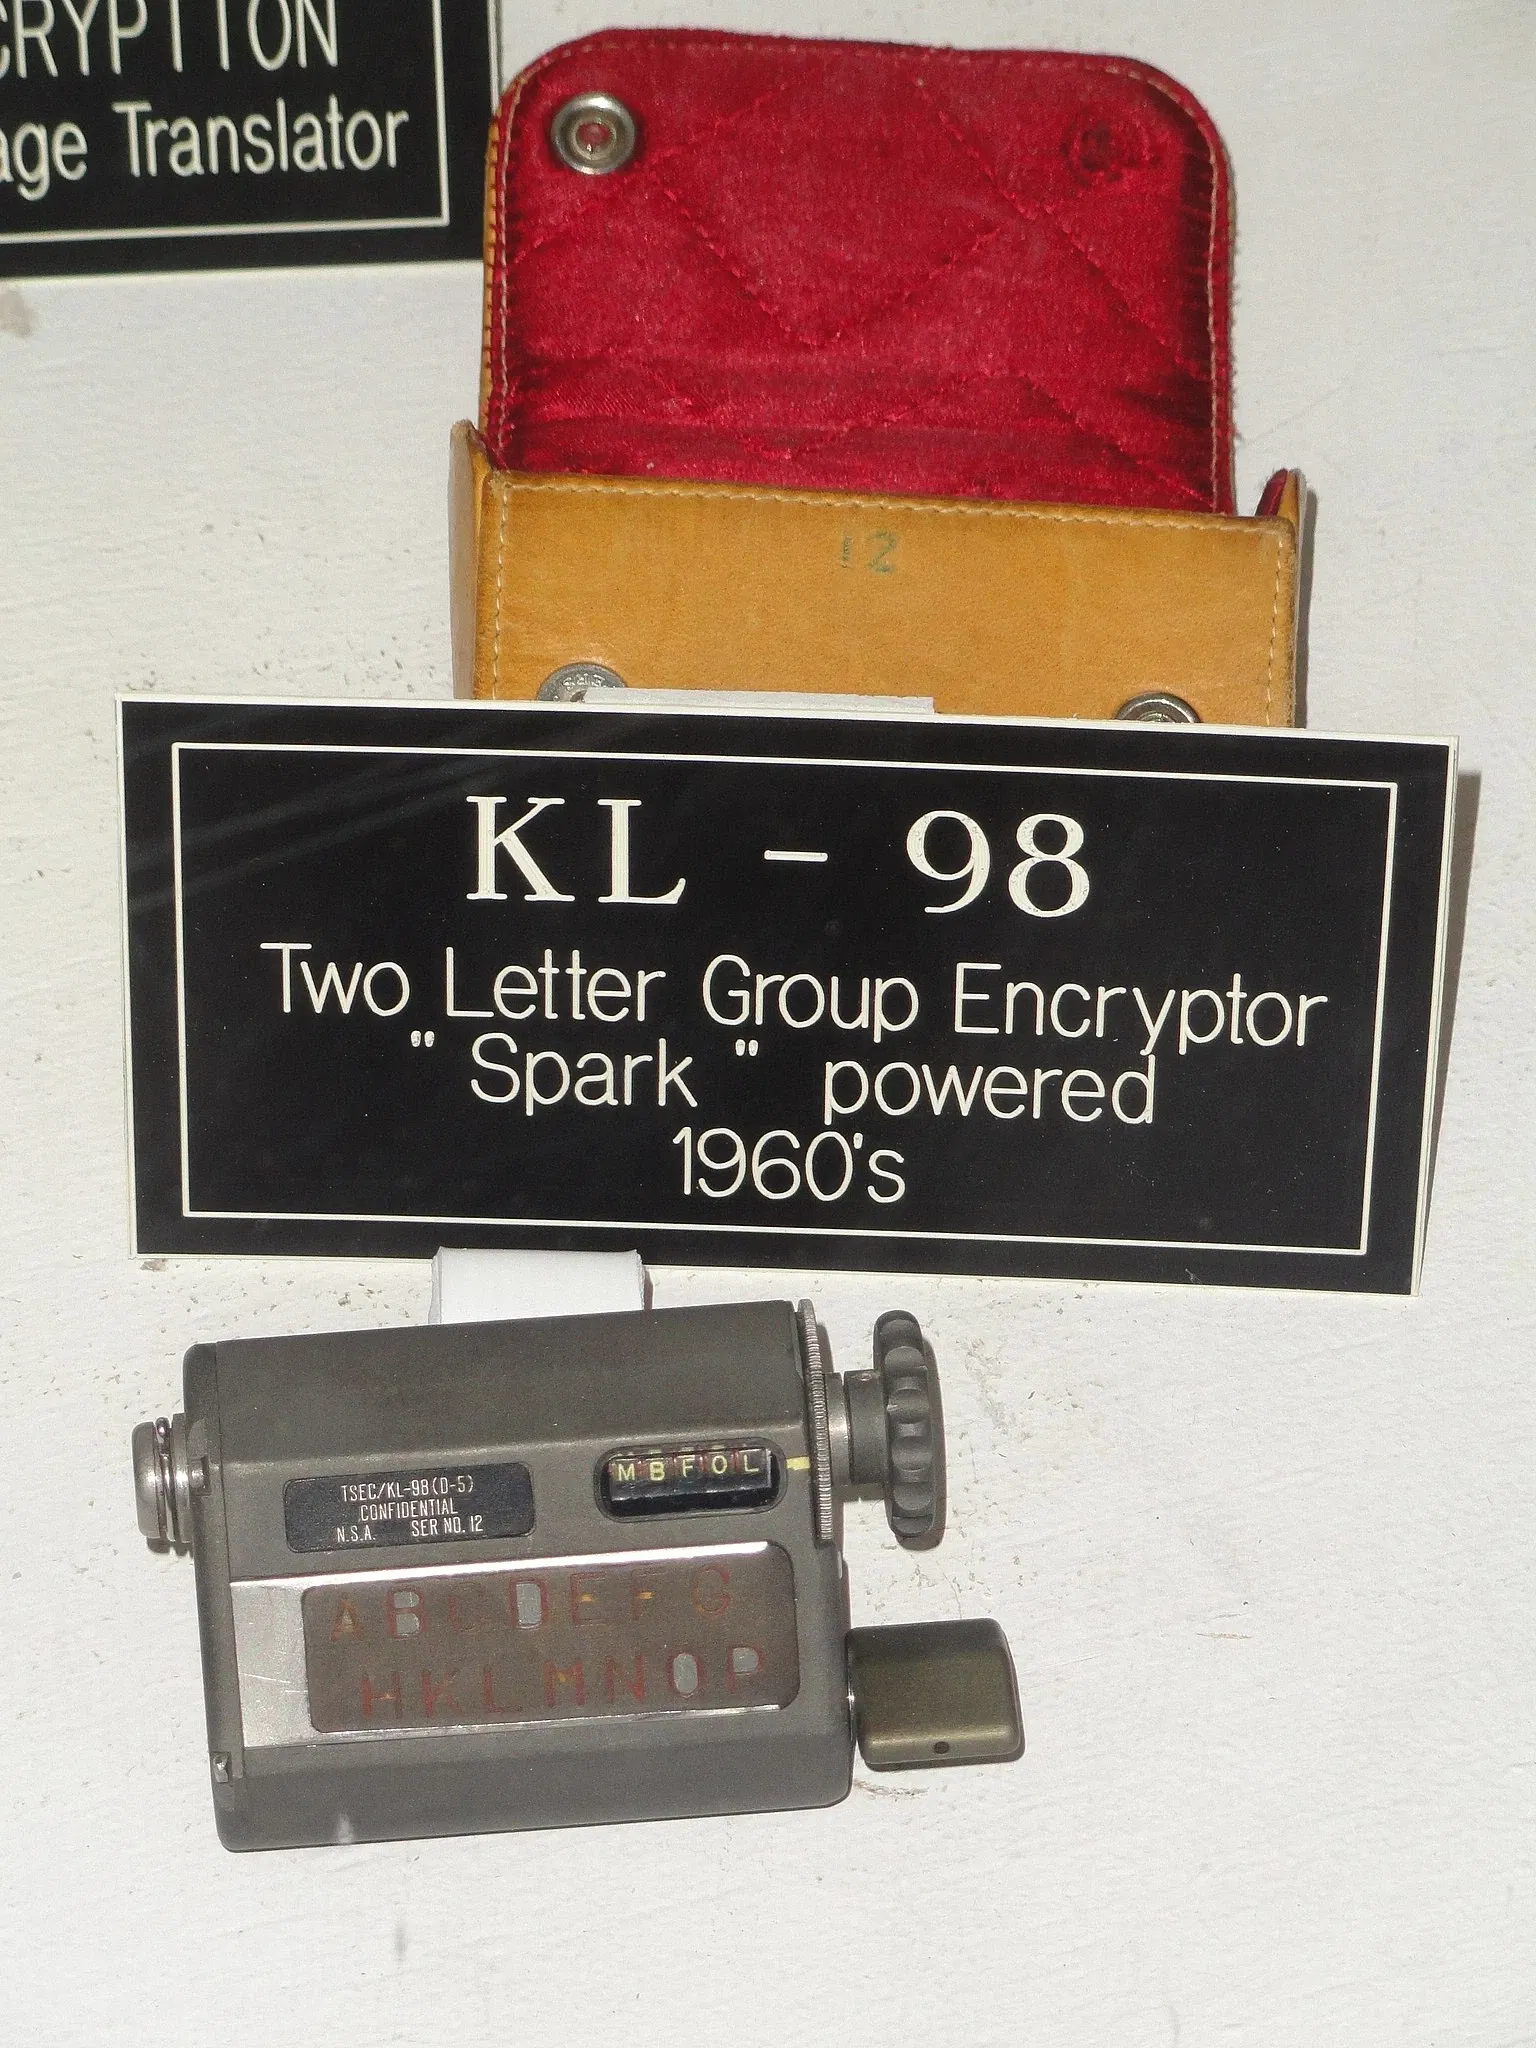 CRYPTION
age Translator
12
KL - 98
Two Letter Group Encryptor
" Spark " powered
1960's
TSEC/KL-98(D-5)
CONFIDENTIAL
N.S.A. SER NO. 12
MBFOL
ABCDEFG
HKLMNOP